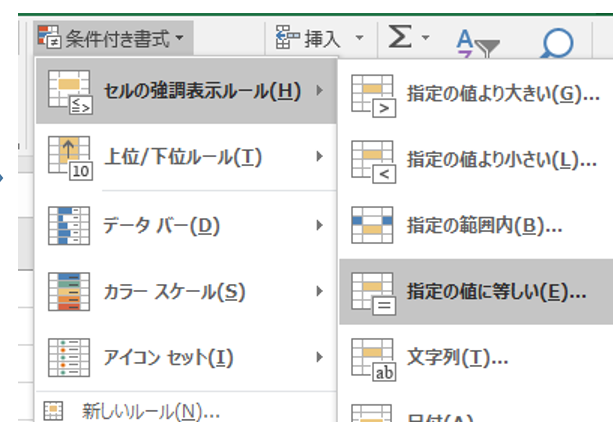 条件付き書式
挿入
Σ
A
セルの強調表示ルール(H)
≦>
上位/下位ルール(T)
10
データ バー(D)
カラー スケール(S)
アイコン セット(I)
新しいルール(N)...
指定の値より大きい(G)...
>
指定の値より小さい(L)...
<
指定の範囲内(B)...
指定の値に等しい(E)...
=
文字列(T)...
ab
日付(A)